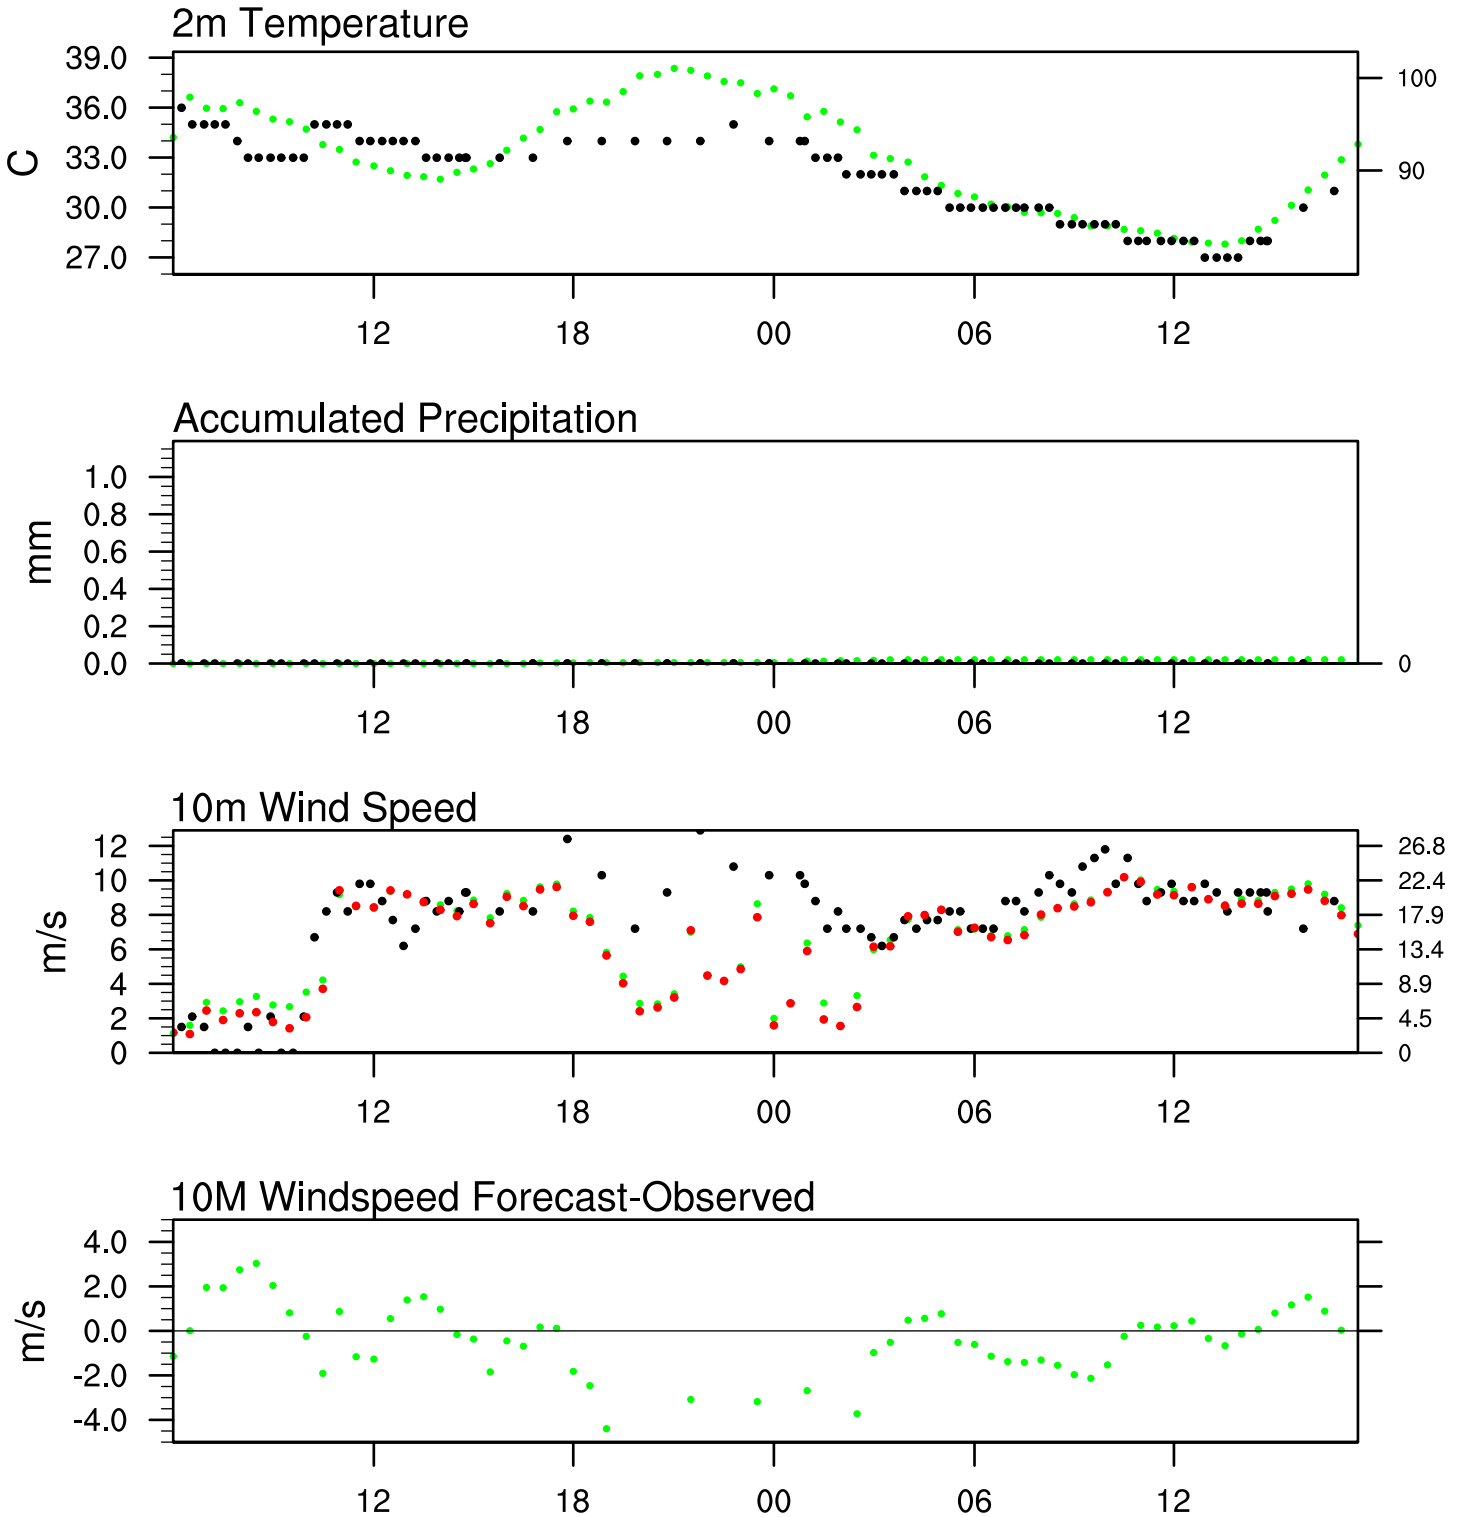 2m Temperature
39.0
36.0
33.0
30.0
27.0
C
100
90
12 18 00 06 12
Accumulated Precipitation
1.0
0.8
0.6
0.4
0.2
0.0
mm
0
12 18 00 06 12
10m Wind Speed
12
10
8
6
4
2
0
m/s
26.8
22.4
17.9
13.4
8.9
4.5
0
12 18 00 06 12
10M Windspeed Forecast-Observed
4.0
2.0
0.0
-2.0
-4.0
m/s
12 18 00 06 12